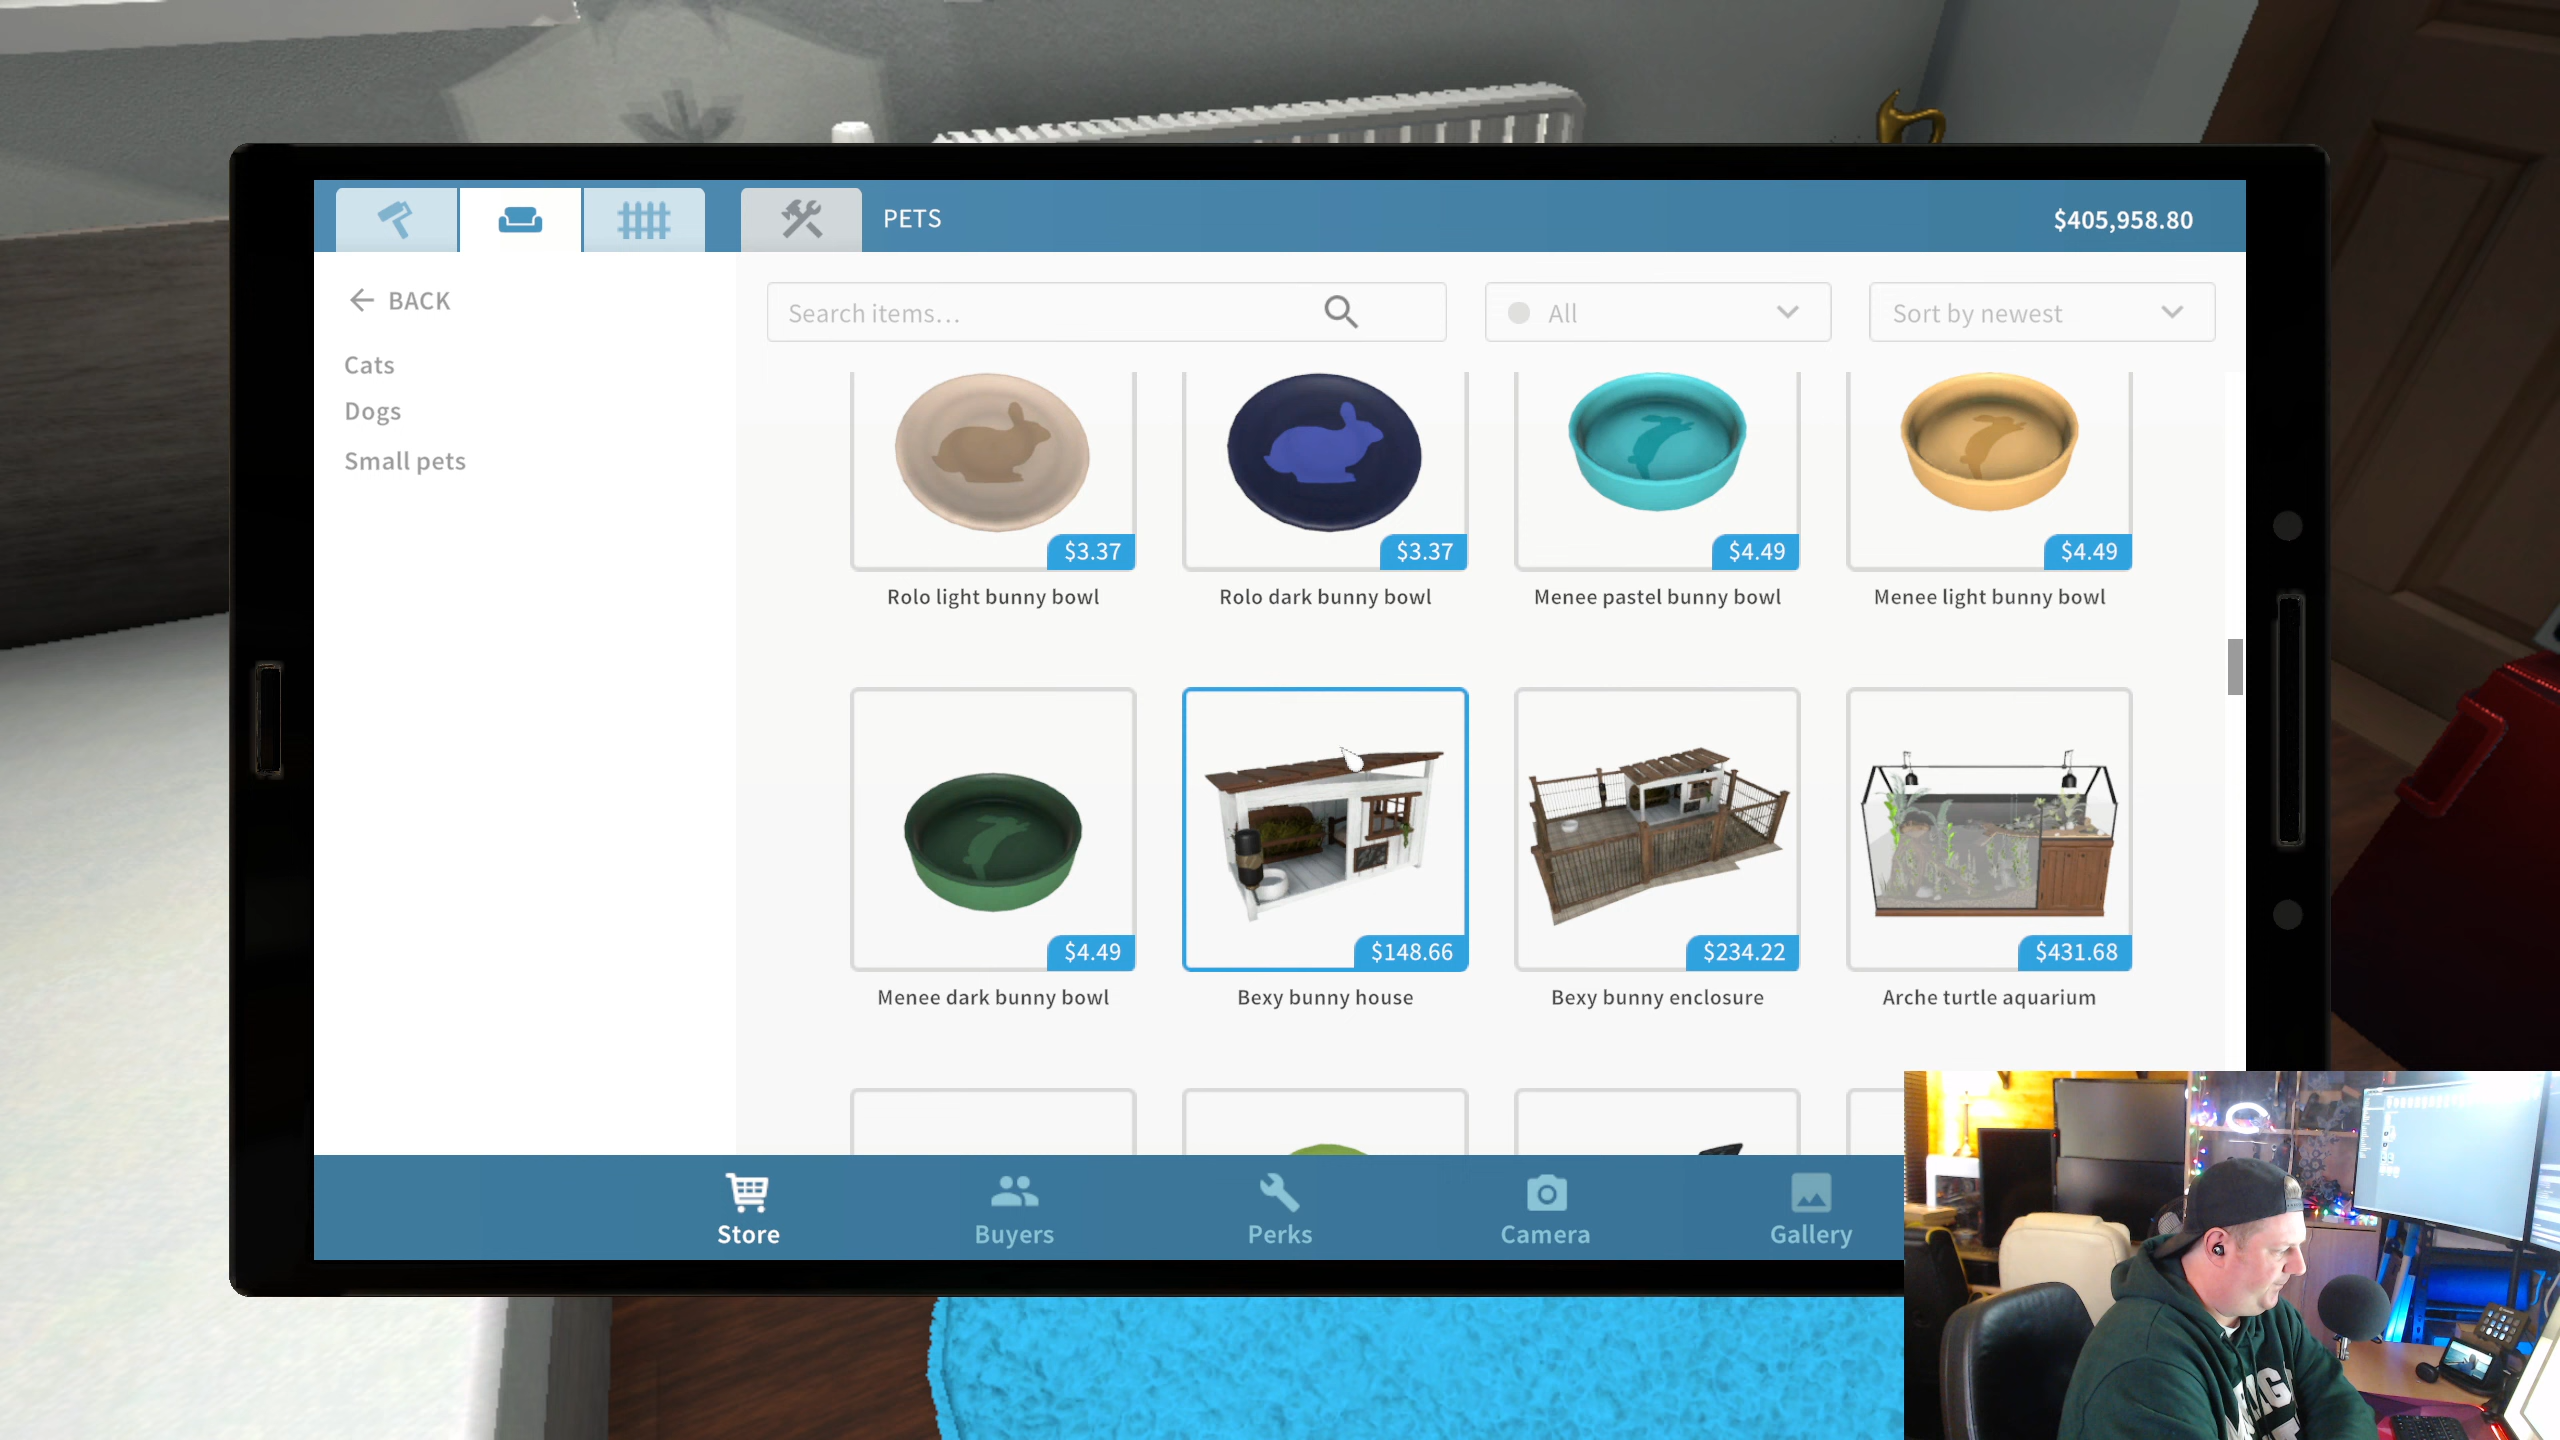 PETS
$405,958.80
BACK
Search items...
All
Sort by newest
Cats
Dogs
Small pets
$3.37
$3.37
$4.49
$4.49
Rolo light bunny bowl
Rolo dark bunny bowl
Menee pastel bunny bowl
Menee light bunny bowl
$4.49
$148.66
$234.22
$431.68
Menee dark bunny bowl
Bexy bunny house
Bexy bunny enclosure
Arche turtle aquarium
Store
Buyers
Perks
Camera
Gallery